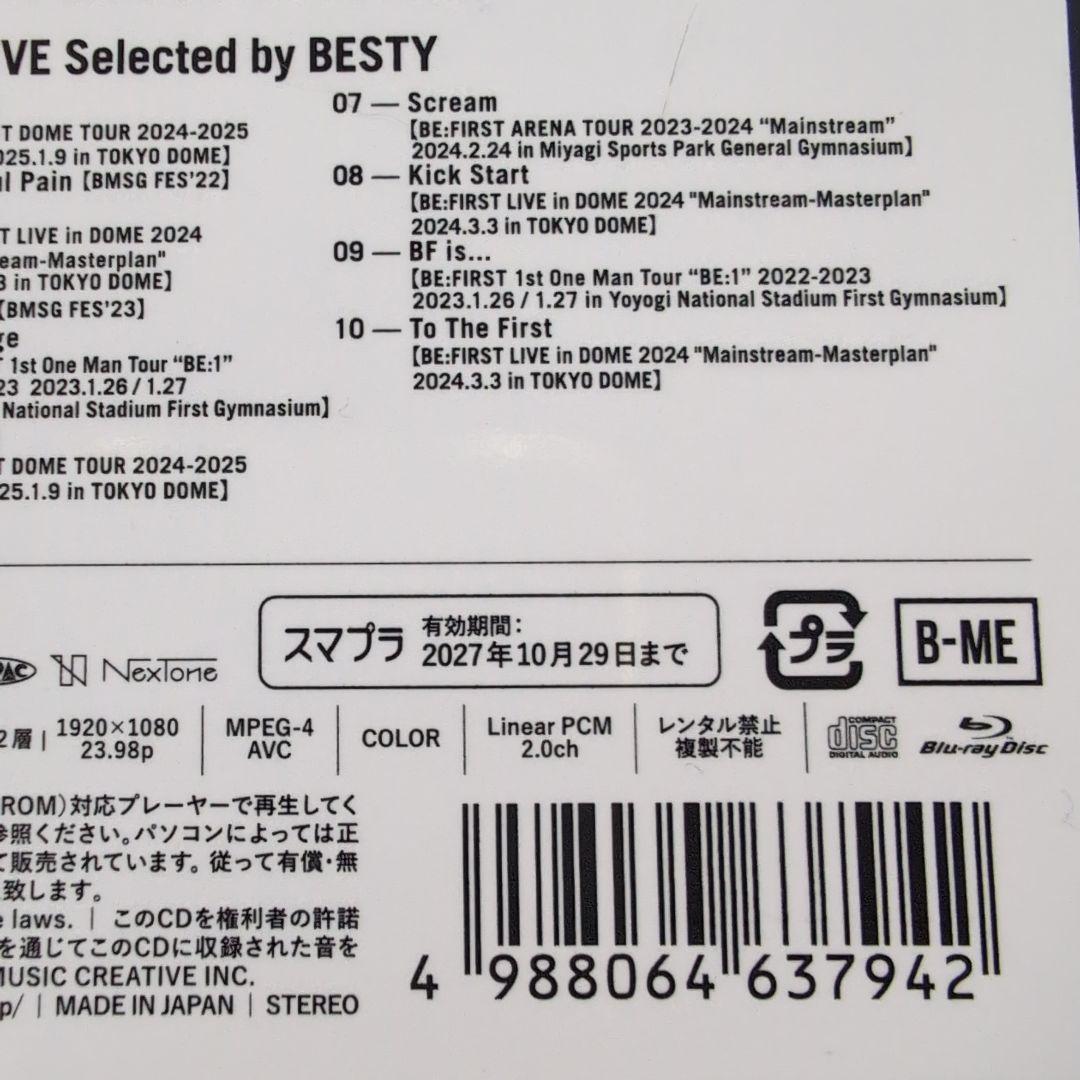 VE Selected by BESTY
T DOME TOUR 2024-2025
025.1.9 in TOKYO DOME】
l Pain【BMSG FES'22】
T LIVE in DOME 2024
eam-Masterplan"
3 in TOKYO DOME】
【BMSG FES'23】
ge
1st One Man Tour “BE:1”
23 2023.1.26 / 1.27
National Stadium First Gymnasium】
T DOME TOUR 2024-2025
25.1.9 in TOKYO DOME】
07 — Scream
【BE:FIRST ARENA TOUR 2023-2024 “Mainstream”
2024.2.24 in Miyagi Sports Park General Gymnasium】
08 — Kick Start
【BE:FIRST LIVE in DOME 2024 "Mainstream-Masterplan"
2024.3.3 in TOKYO DOME】
09 — BF is...
【BE:FIRST 1st One Man Tour “BE:1” 2022-2023
2023.1.26 / 1.27 in Yoyogi National Stadium First Gymnasium】
10 — To The First
【BE:FIRST LIVE in DOME 2024 "Mainstream-Masterplan"
2024.3.3 in TOKYO DOME】
PAC NexTone
スマプラ 有効期間:
2027年10月29日まで
プラ
B-ME
2層 | 1920×1080
23.98p
MPEG-4
AVC
COLOR
Linear PCM
2.0ch
レンタル禁止
複製不能
COMPACT
disc
DIGITAL AUDIO
Blu-ray Disc
ROM)対応プレーヤーで再生してく
参照ください。パソコンによっては正
て販売されています。従って有償・無
致します。
e laws. | このCDを権利者の許諾
を通じてこのCDに収録された音を
MUSIC CREATIVE INC.
p/ | MADE IN JAPAN | STEREO
4 988064 637942